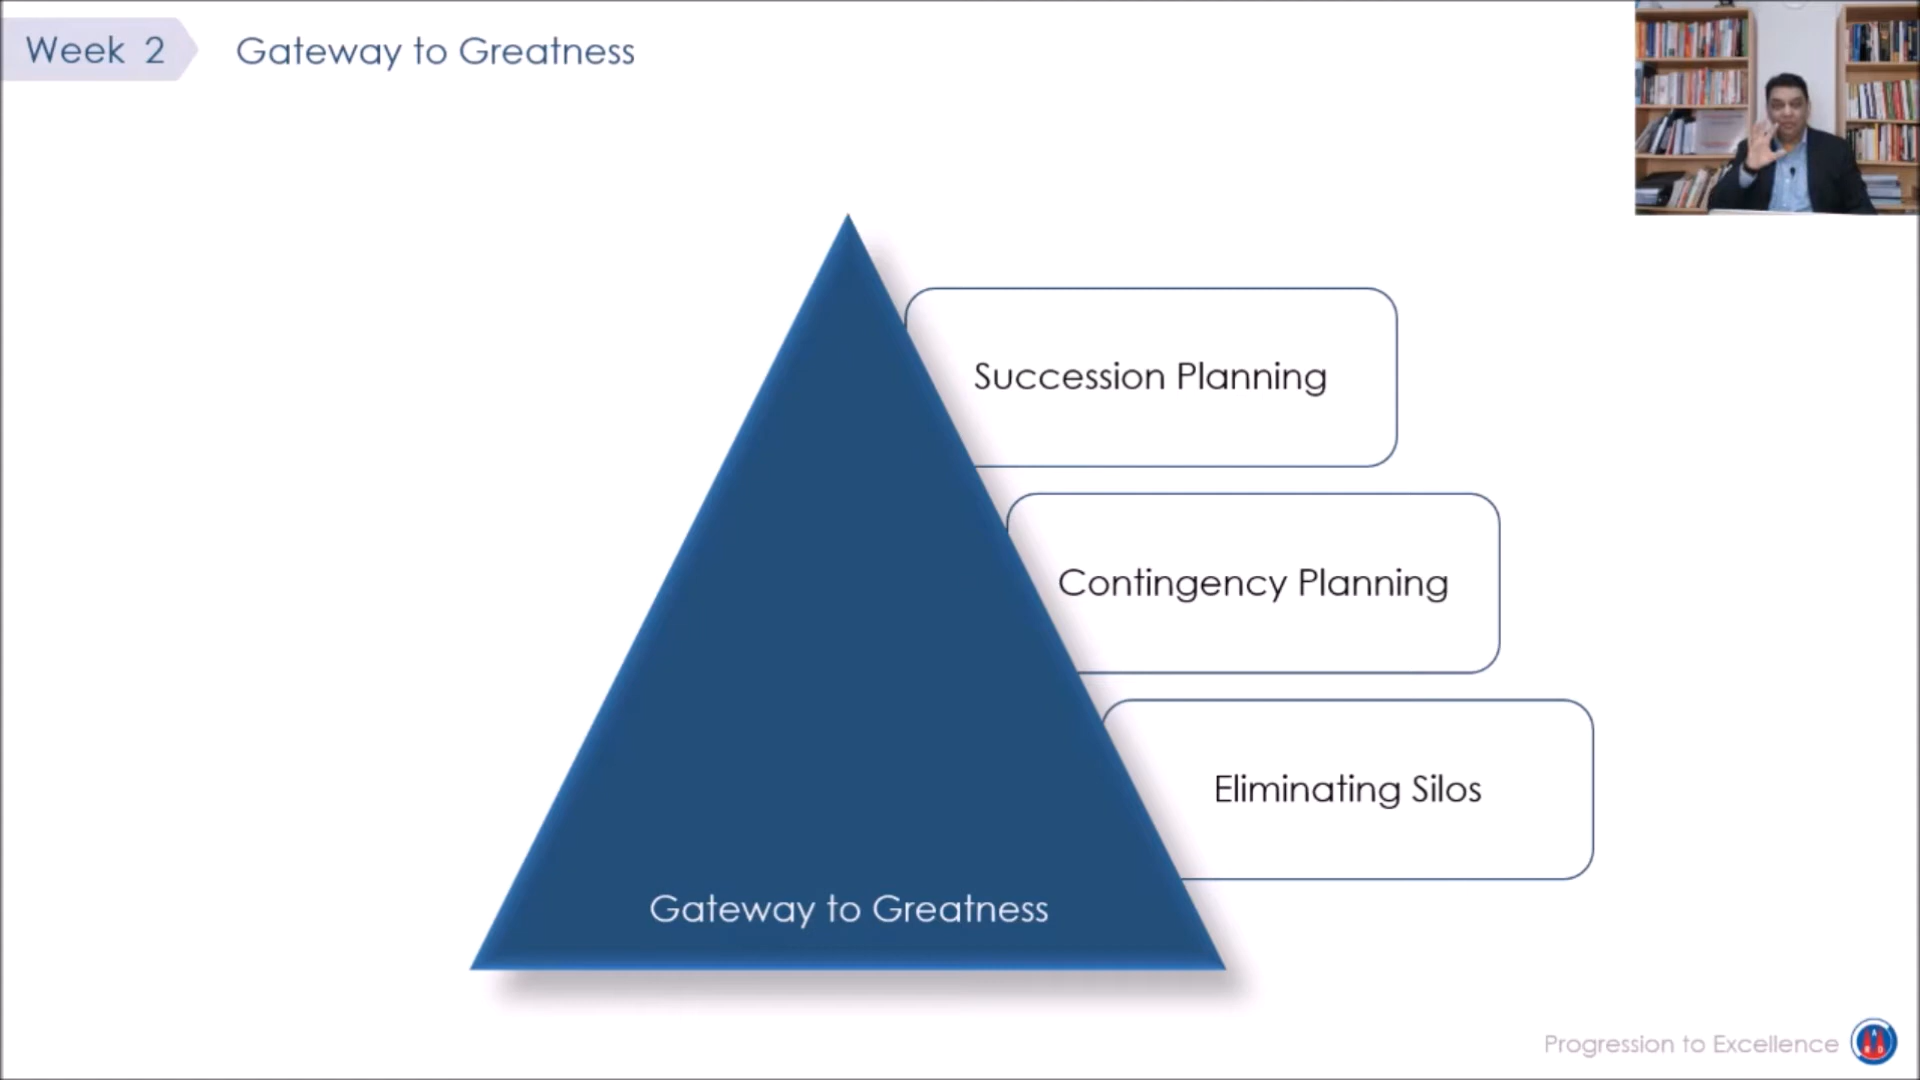 Week 2
Gateway to Greatness
Succession Planning
Contingency Planning
Eliminating Silos
Gateway to Greatness
Progression to Excellence